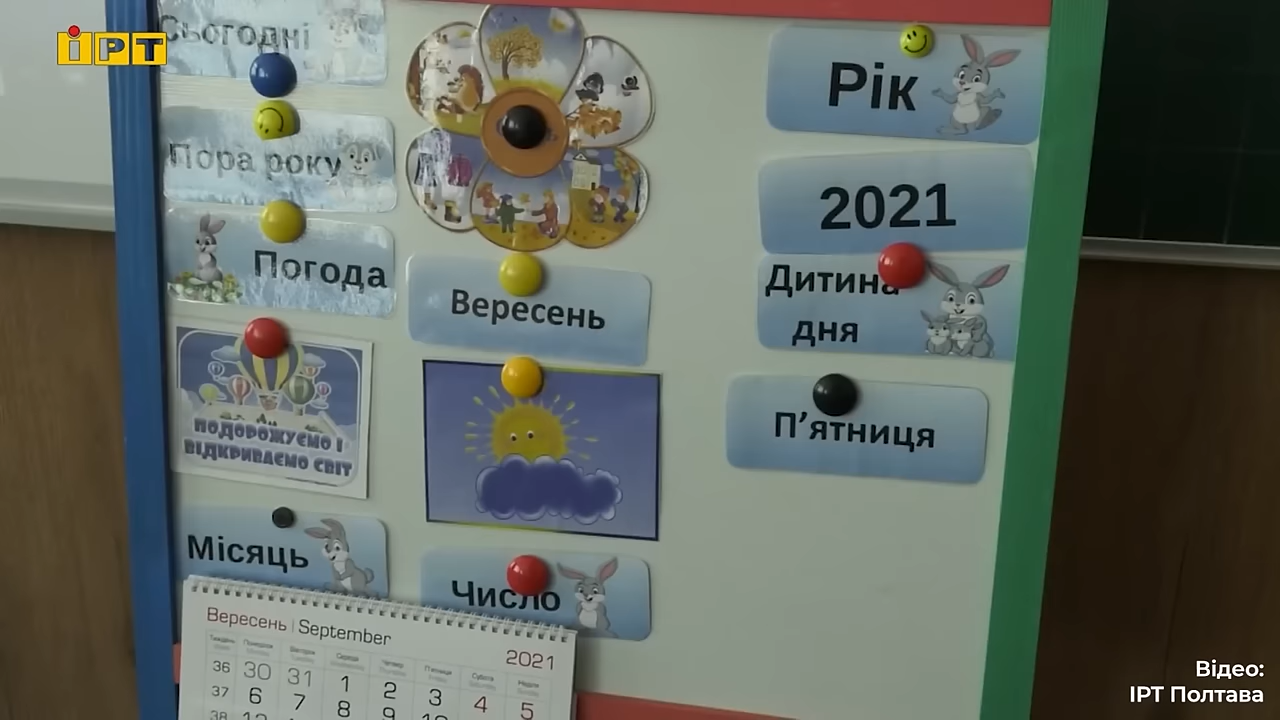 ІРТ
Сьогодні
Пора року
Погода
ПОДОРОЖУЄМО І
ВІДКРИВАЄМО СВІТ
Місяць
Вересень
Число
Рік
2021
Дитина
дня
П’ятниця
Вересень | September
2021
36 30 31 1 2 3 4 5
37 6 7 8 9
38
Відео:
ІРТ Полтава